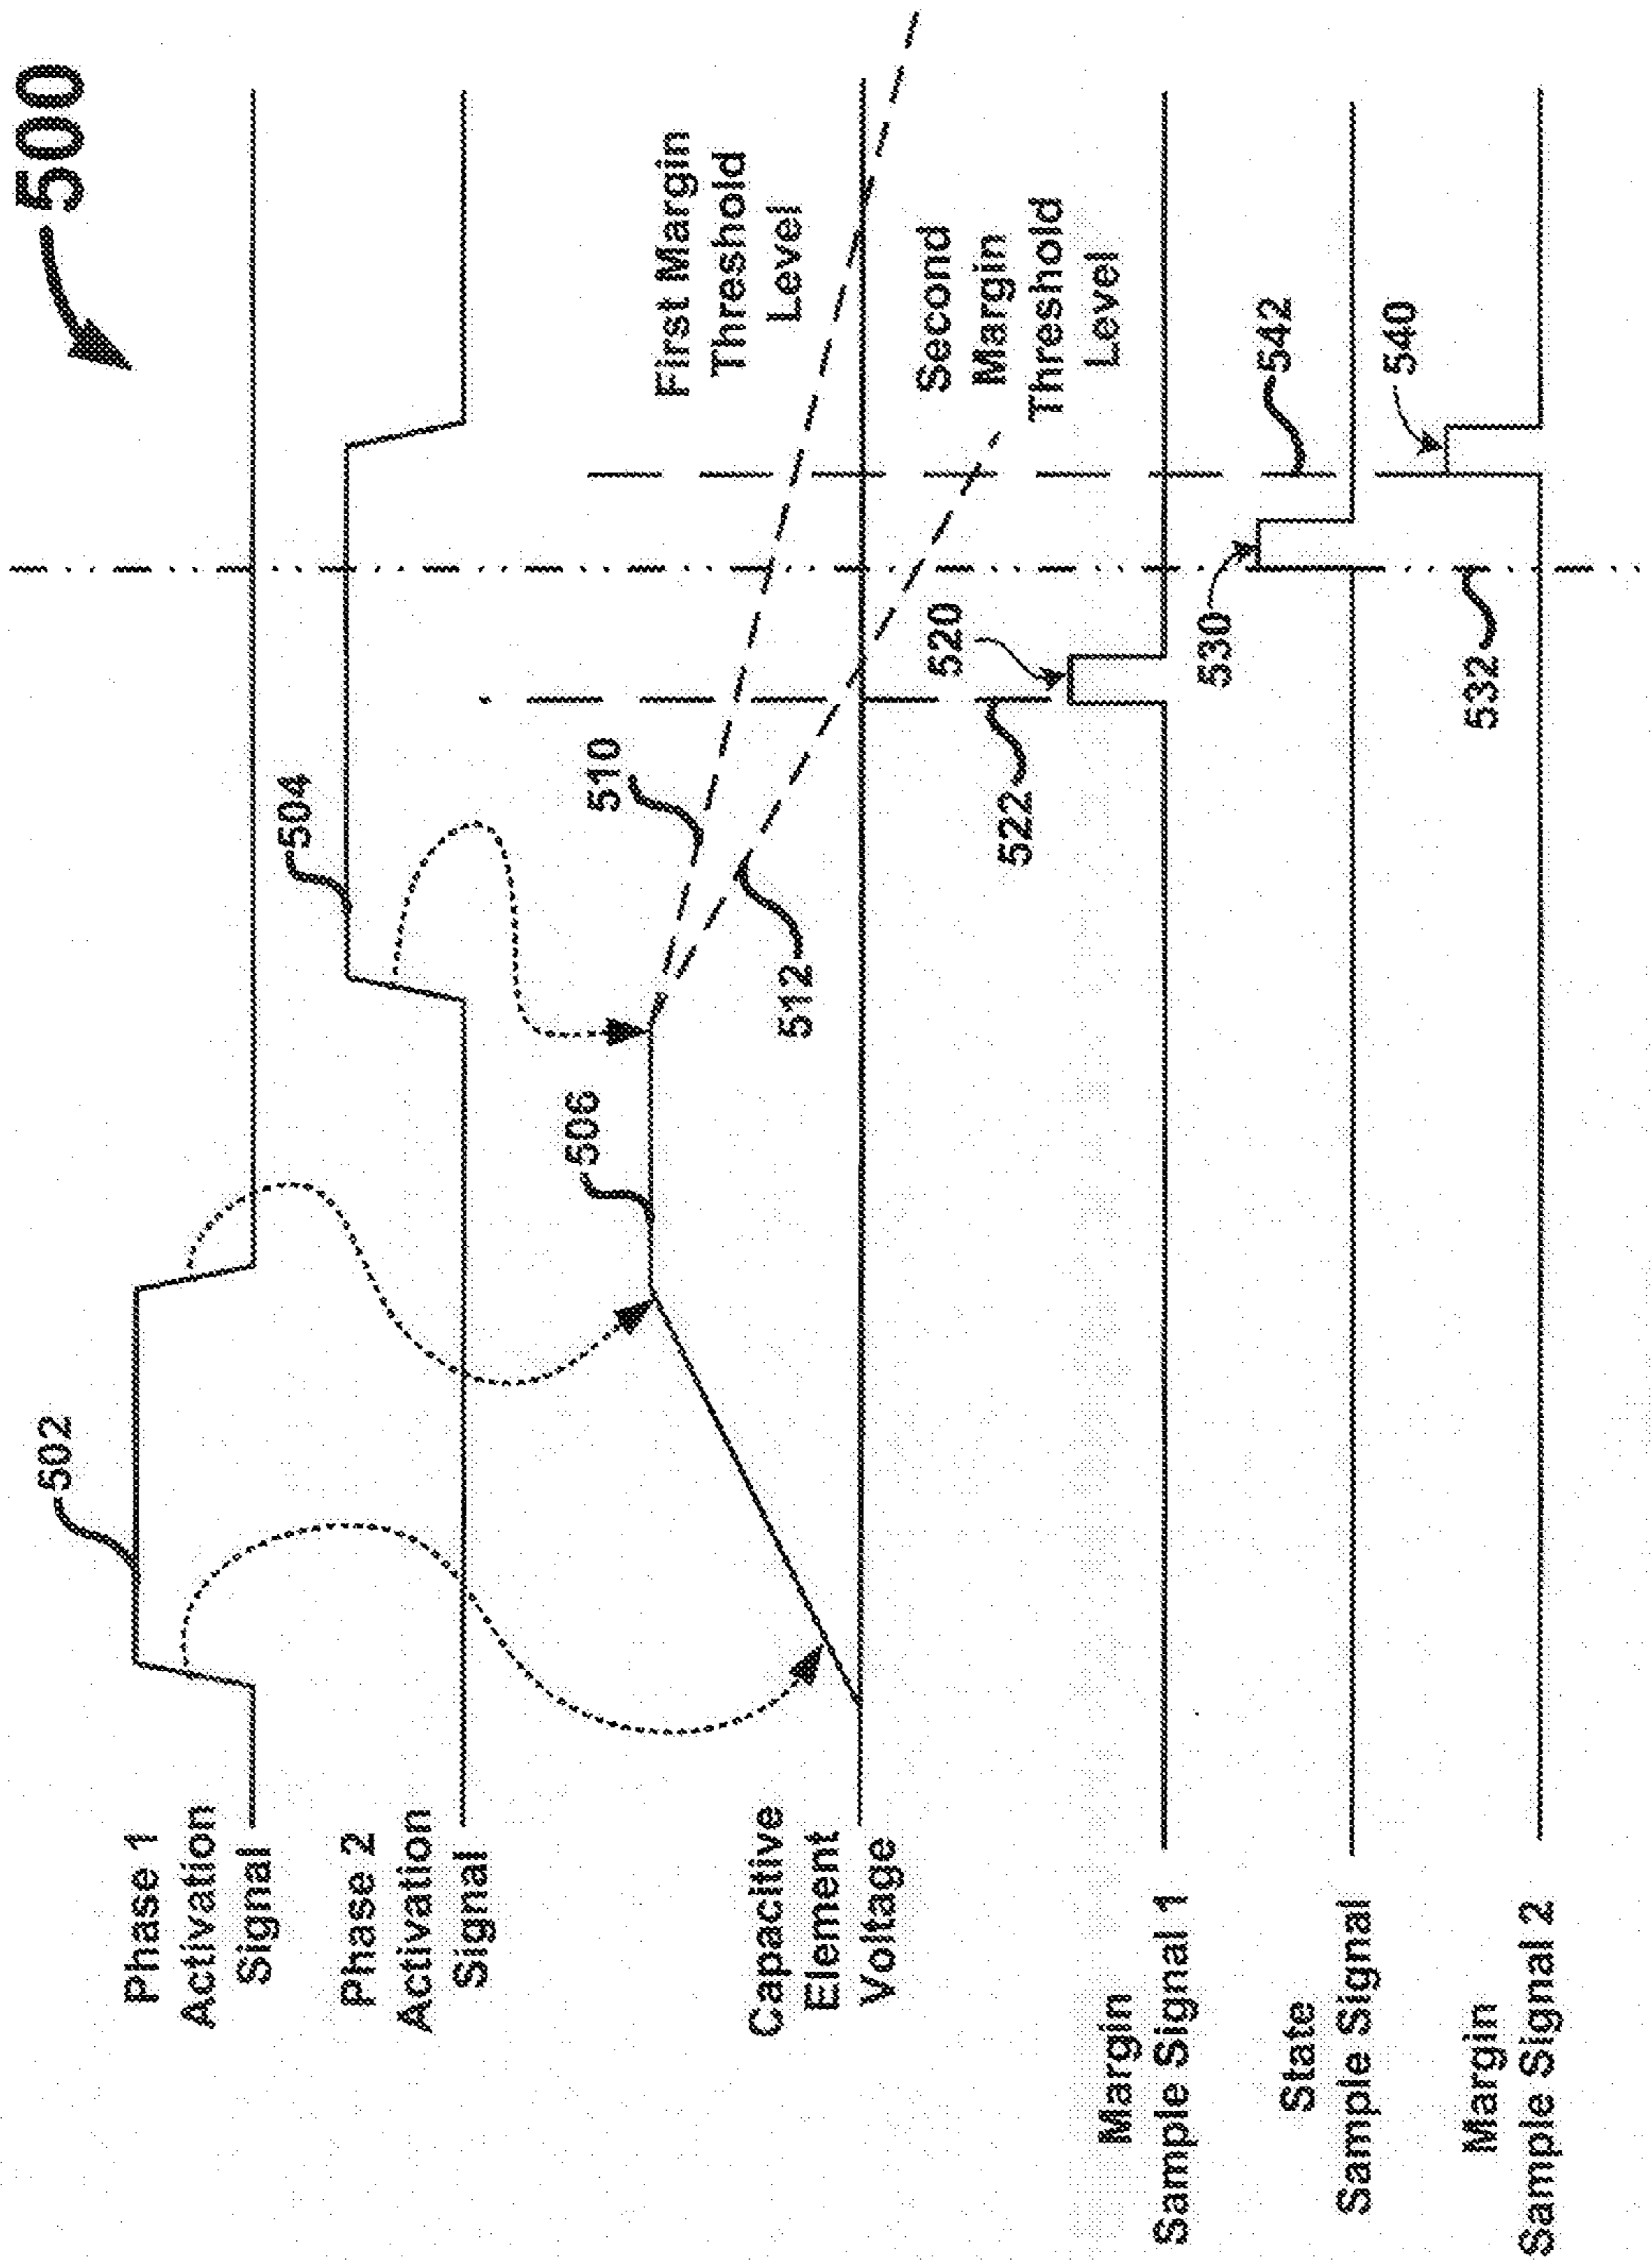 500
502
Phase 1
Activation
Signal
504
Phase 2
Activation
Signal
506
510
512
First Margin
Threshold
Level
Capacitive
Element
Voltage
Second
Margin
Threshold
Level
522
520
Margin
Sample Signal 1
530
542
State
Sample Signal
532
540
Margin
Sample Signal 2